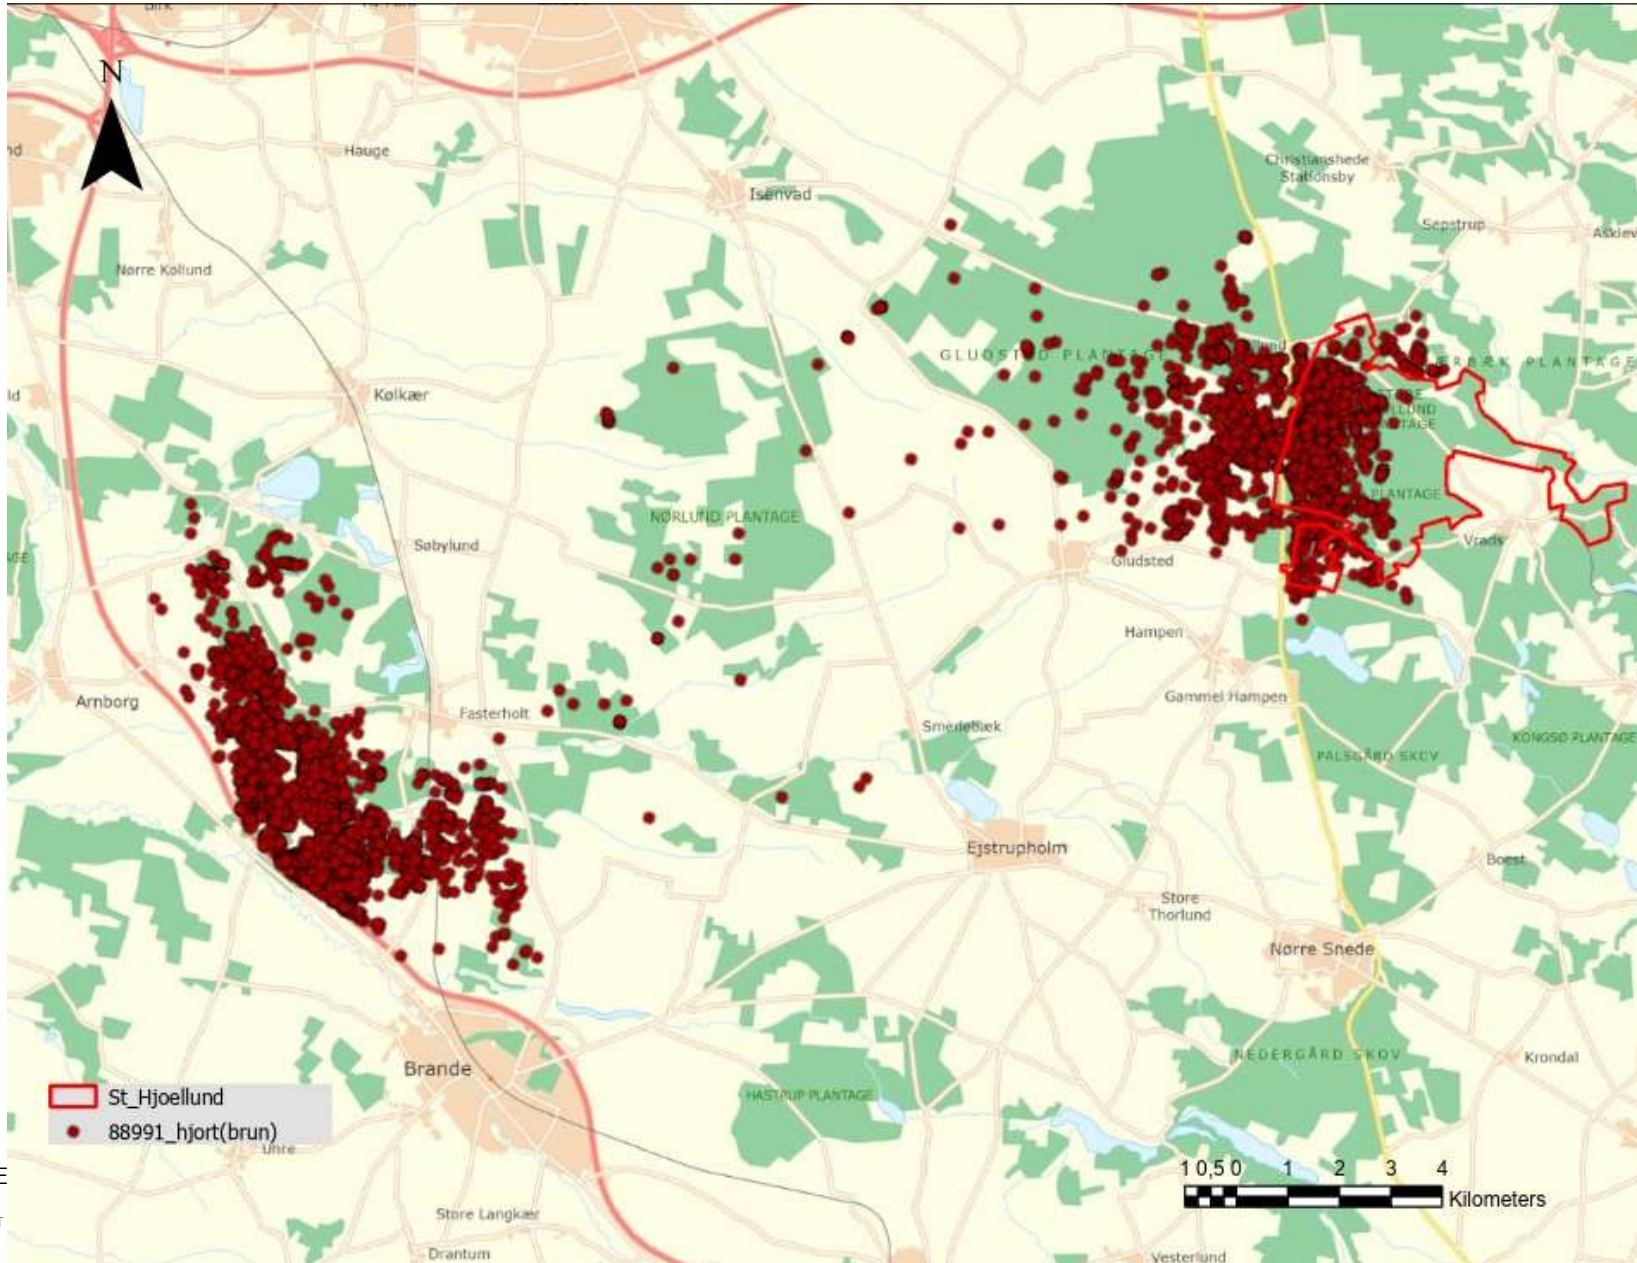 N
Hauge
Isenvad
Christianshede
Stationsby
Sepstrup
Nørre Kollund
GLUDSTED PLANTAGE
PLANTAGE
Kølkær
NØRLUND PLANTAGE
PLANTAGE
Søbylund
Gludsted
Vrads
Hampen
Arnborg
Gammel Hampen
Fasterholt
Smedebæk
KONGSØ PLANTAGE
PALSGÅRD SKOV
Ejstrupholm
Boest
Store
Thorlund
Nørre Snede
NEDERGÅRD SKOV
Krondal
Brande
HASTRUP PLANTAGE
St_Hjoellund
88991_hjort(brun)
Uhre
1 0,5 0 1 2 3 4
Kilometers
Store Langkær
Drantum
Vesterlund